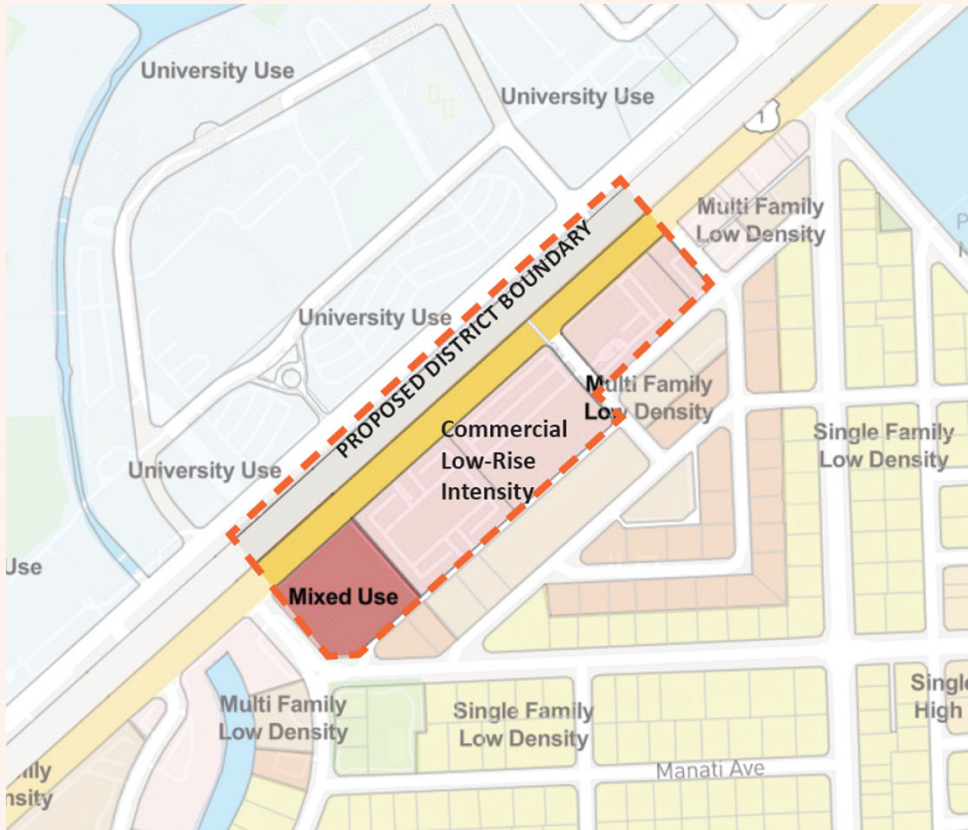 University Use
University Use
1
Multi Family
Low Density
PROPOSED DISTRICT BOUNDARY
University Use
Multi Family
Low Density
Commercial
Low-Rise
Intensity
Single Family
Low Density
University Use
Use
Mixed Use
Multi Family
Low Density
Single Family
Low Density
Single
High
Manati Ave